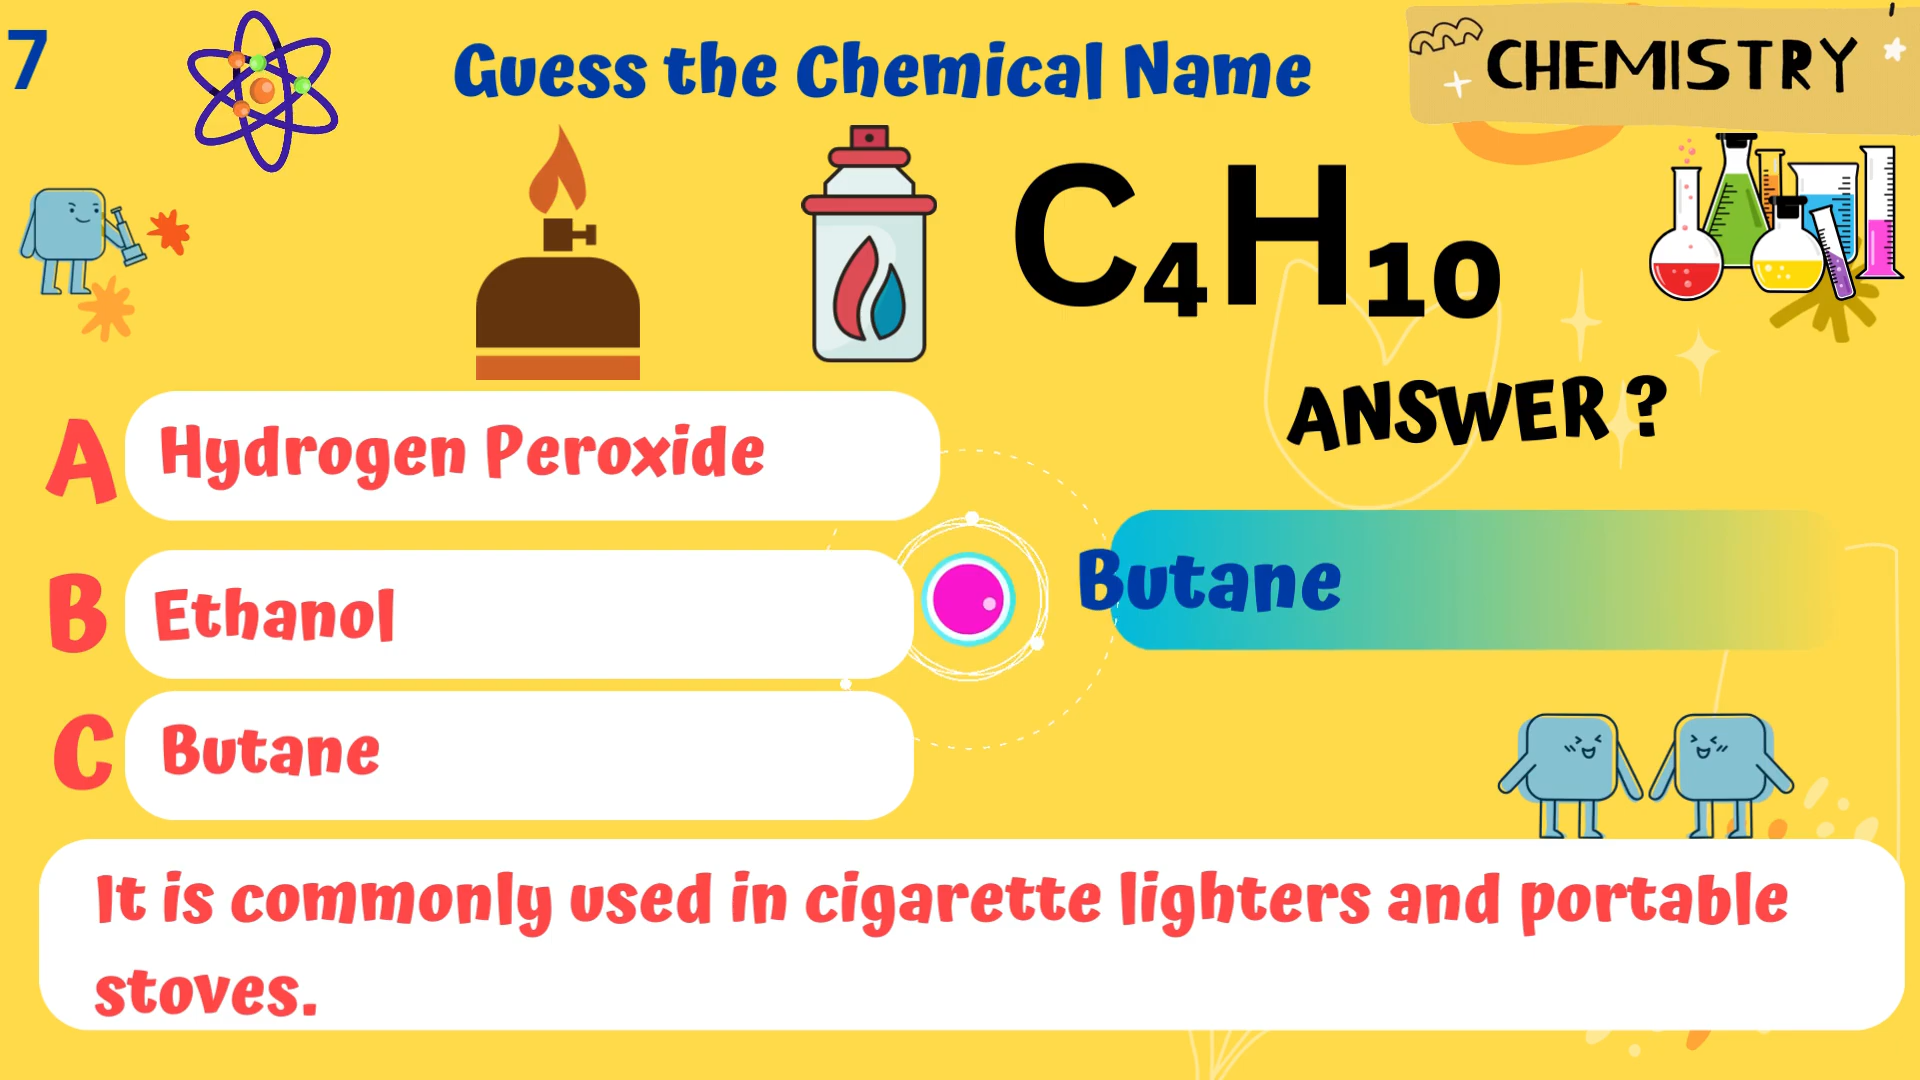 7
Guess the Chemical Name
CHEMISTRY
C₄H₁₀
ANSWER ?
A Hydrogen Peroxide
B Ethanol
C Butane
Butane
It is commonly used in cigarette lighters and portable
stoves.